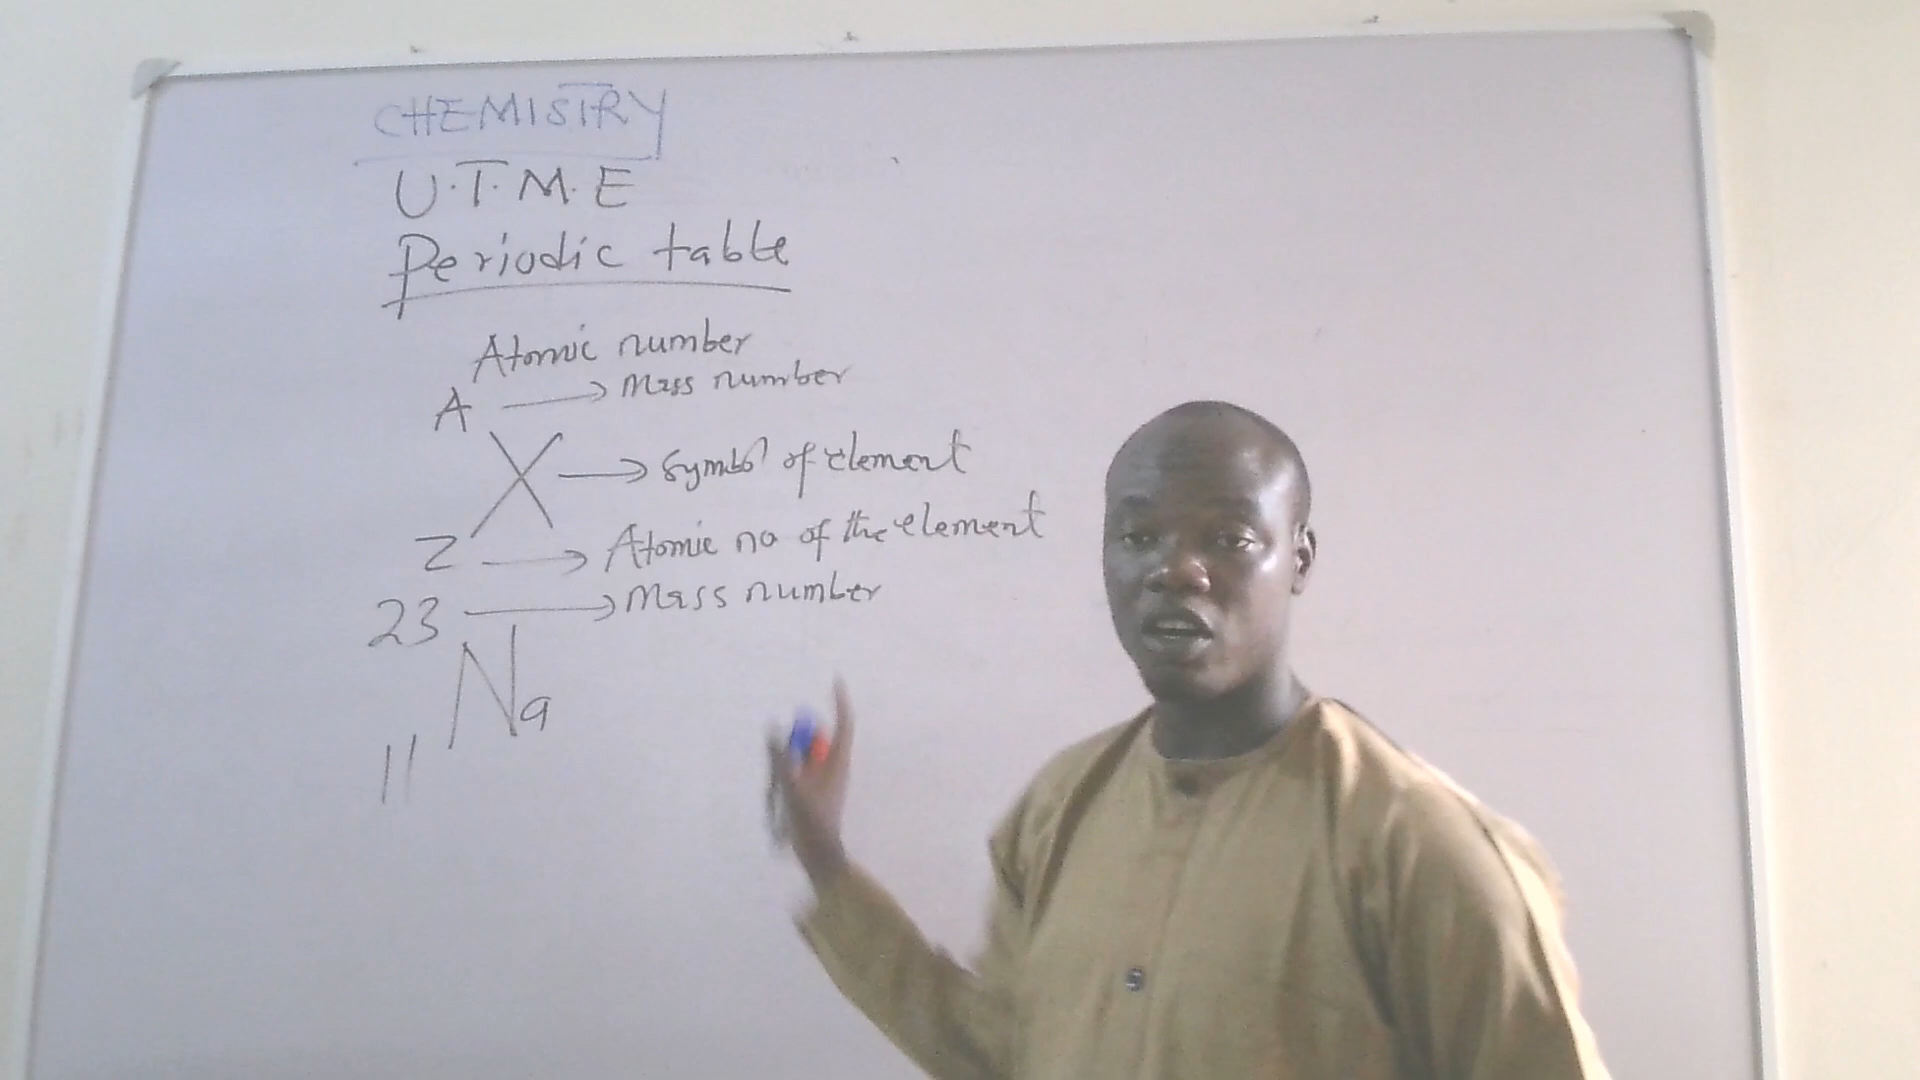 CHEMISTRY
U.T.M.E
Periodic table
Atomic number
A → Mass number
X → Symbol of element
Z → Atomic no of the element
23 → Mass number
Na
11